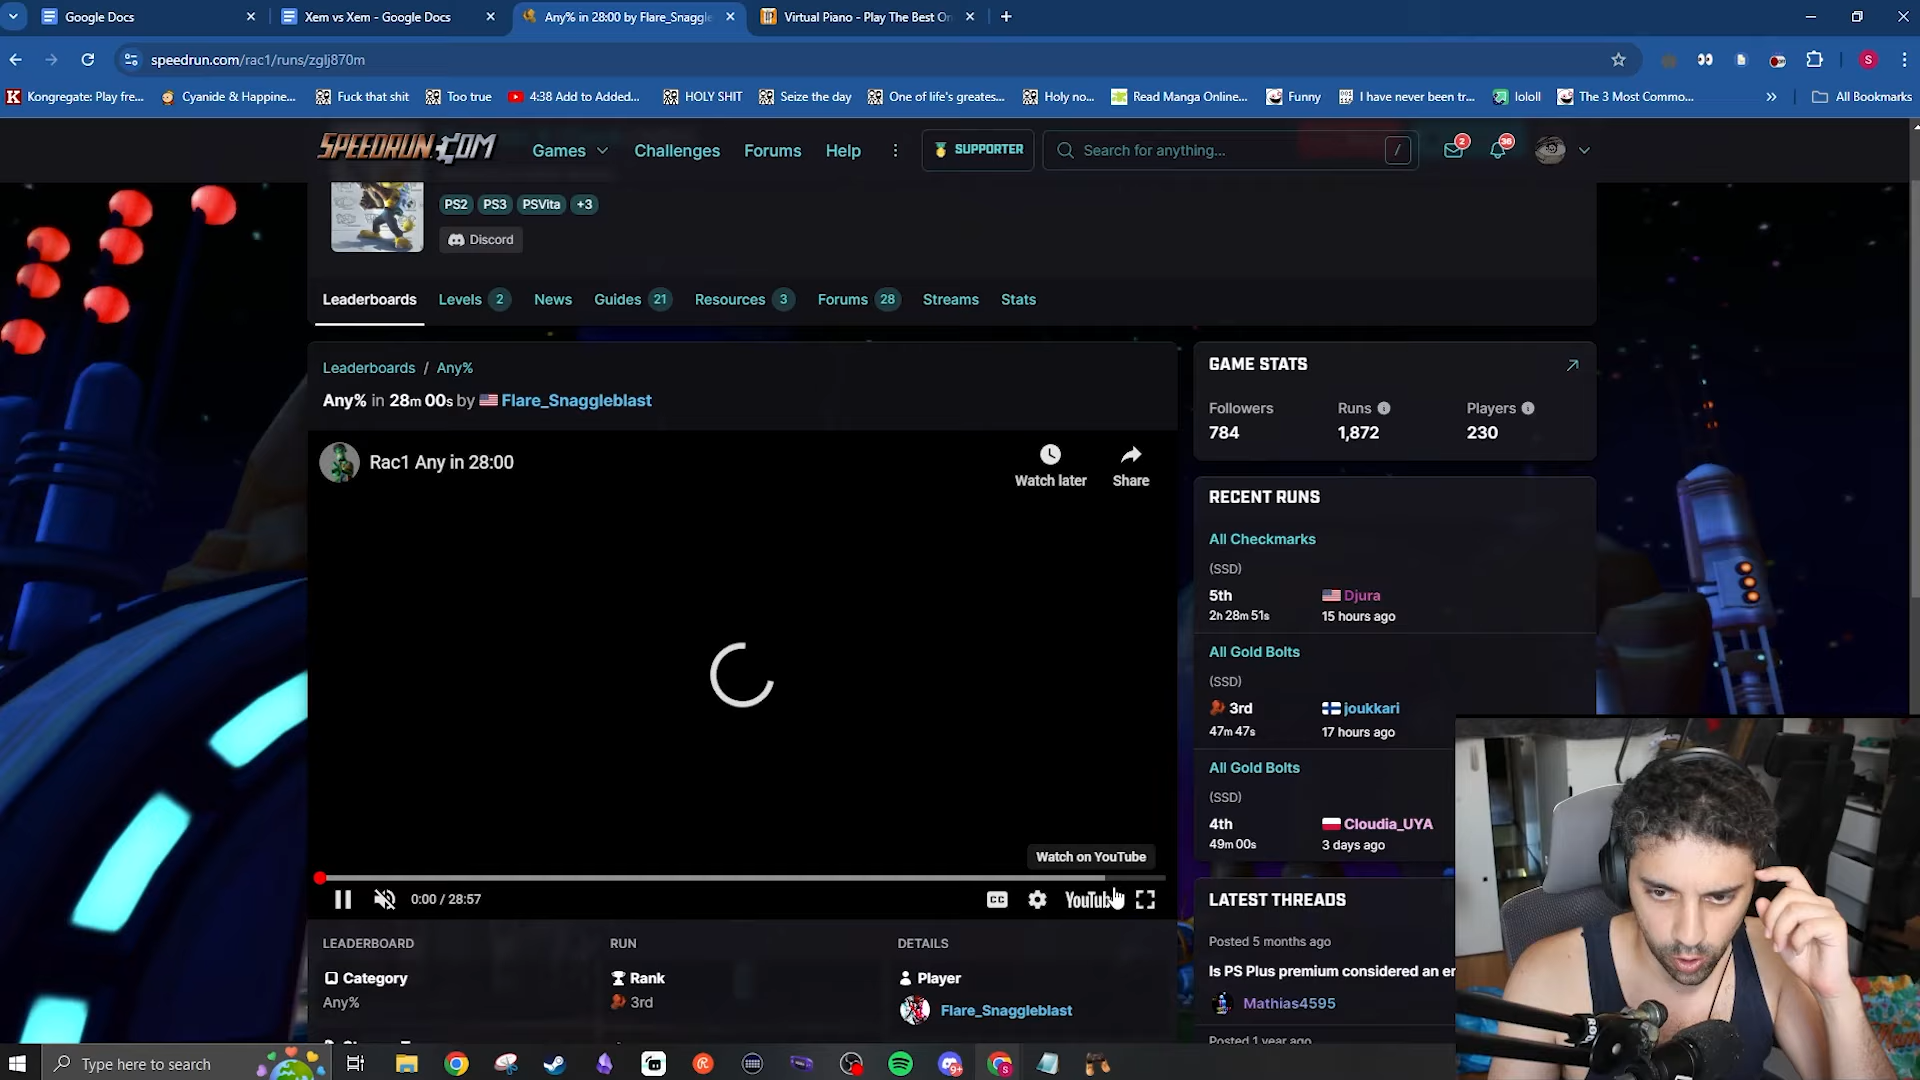 Google Docs
Xem vs Xem - Google Docs
Any% in 28:00 by Flare_Snaggle
Virtual Piano - Play The Best On
speedrun.com/rac1/runs/zglj870m
S
Kongregate: Play fre...
Cyanide & Happine...
Fuck that shit
Too true
4:38 Add to Added...
HOLY SHIT
Seize the day
One of life's greates...
Holy no...
Read Manga Online...
Funny
I have never been tr...
lololl
The 3 Most Commo...
»
All Bookmarks
SPEEDRUN.COM
Games
Challenges
Forums
Help
SUPPORTER
Search for anything...
/
2
36
PS2
PS3
PSVita
+3
Discord
Leaderboards
Levels 2
News
Guides 21
Resources 3
Forums 28
Streams
Stats
Leaderboards / Any%
Any% in 28m 00s by Flare_Snaggleblast
Rac1 Any in 28:00
Watch later
Share
Watch on YouTube
0:00 / 28:57
CC
YouTube
LEADERBOARD
Category
Any%
RUN
Rank
3rd
DETAILS
Player
Flare_Snaggleblast
GAME STATS
Followers
784
Runs
1,872
Players
230
RECENT RUNS
All Checkmarks
(SSD)
5th
Djura
2h 28m 51s
15 hours ago
All Gold Bolts
(SSD)
3rd
joukkari
47m 47s
17 hours ago
All Gold Bolts
(SSD)
4th
Cloudia_UYA
49m 00s
3 days ago
LATEST THREADS
Posted 5 months ago
Is PS Plus premium considered an
Mathias4595
Posted 1 year ago
Type here to search
9+